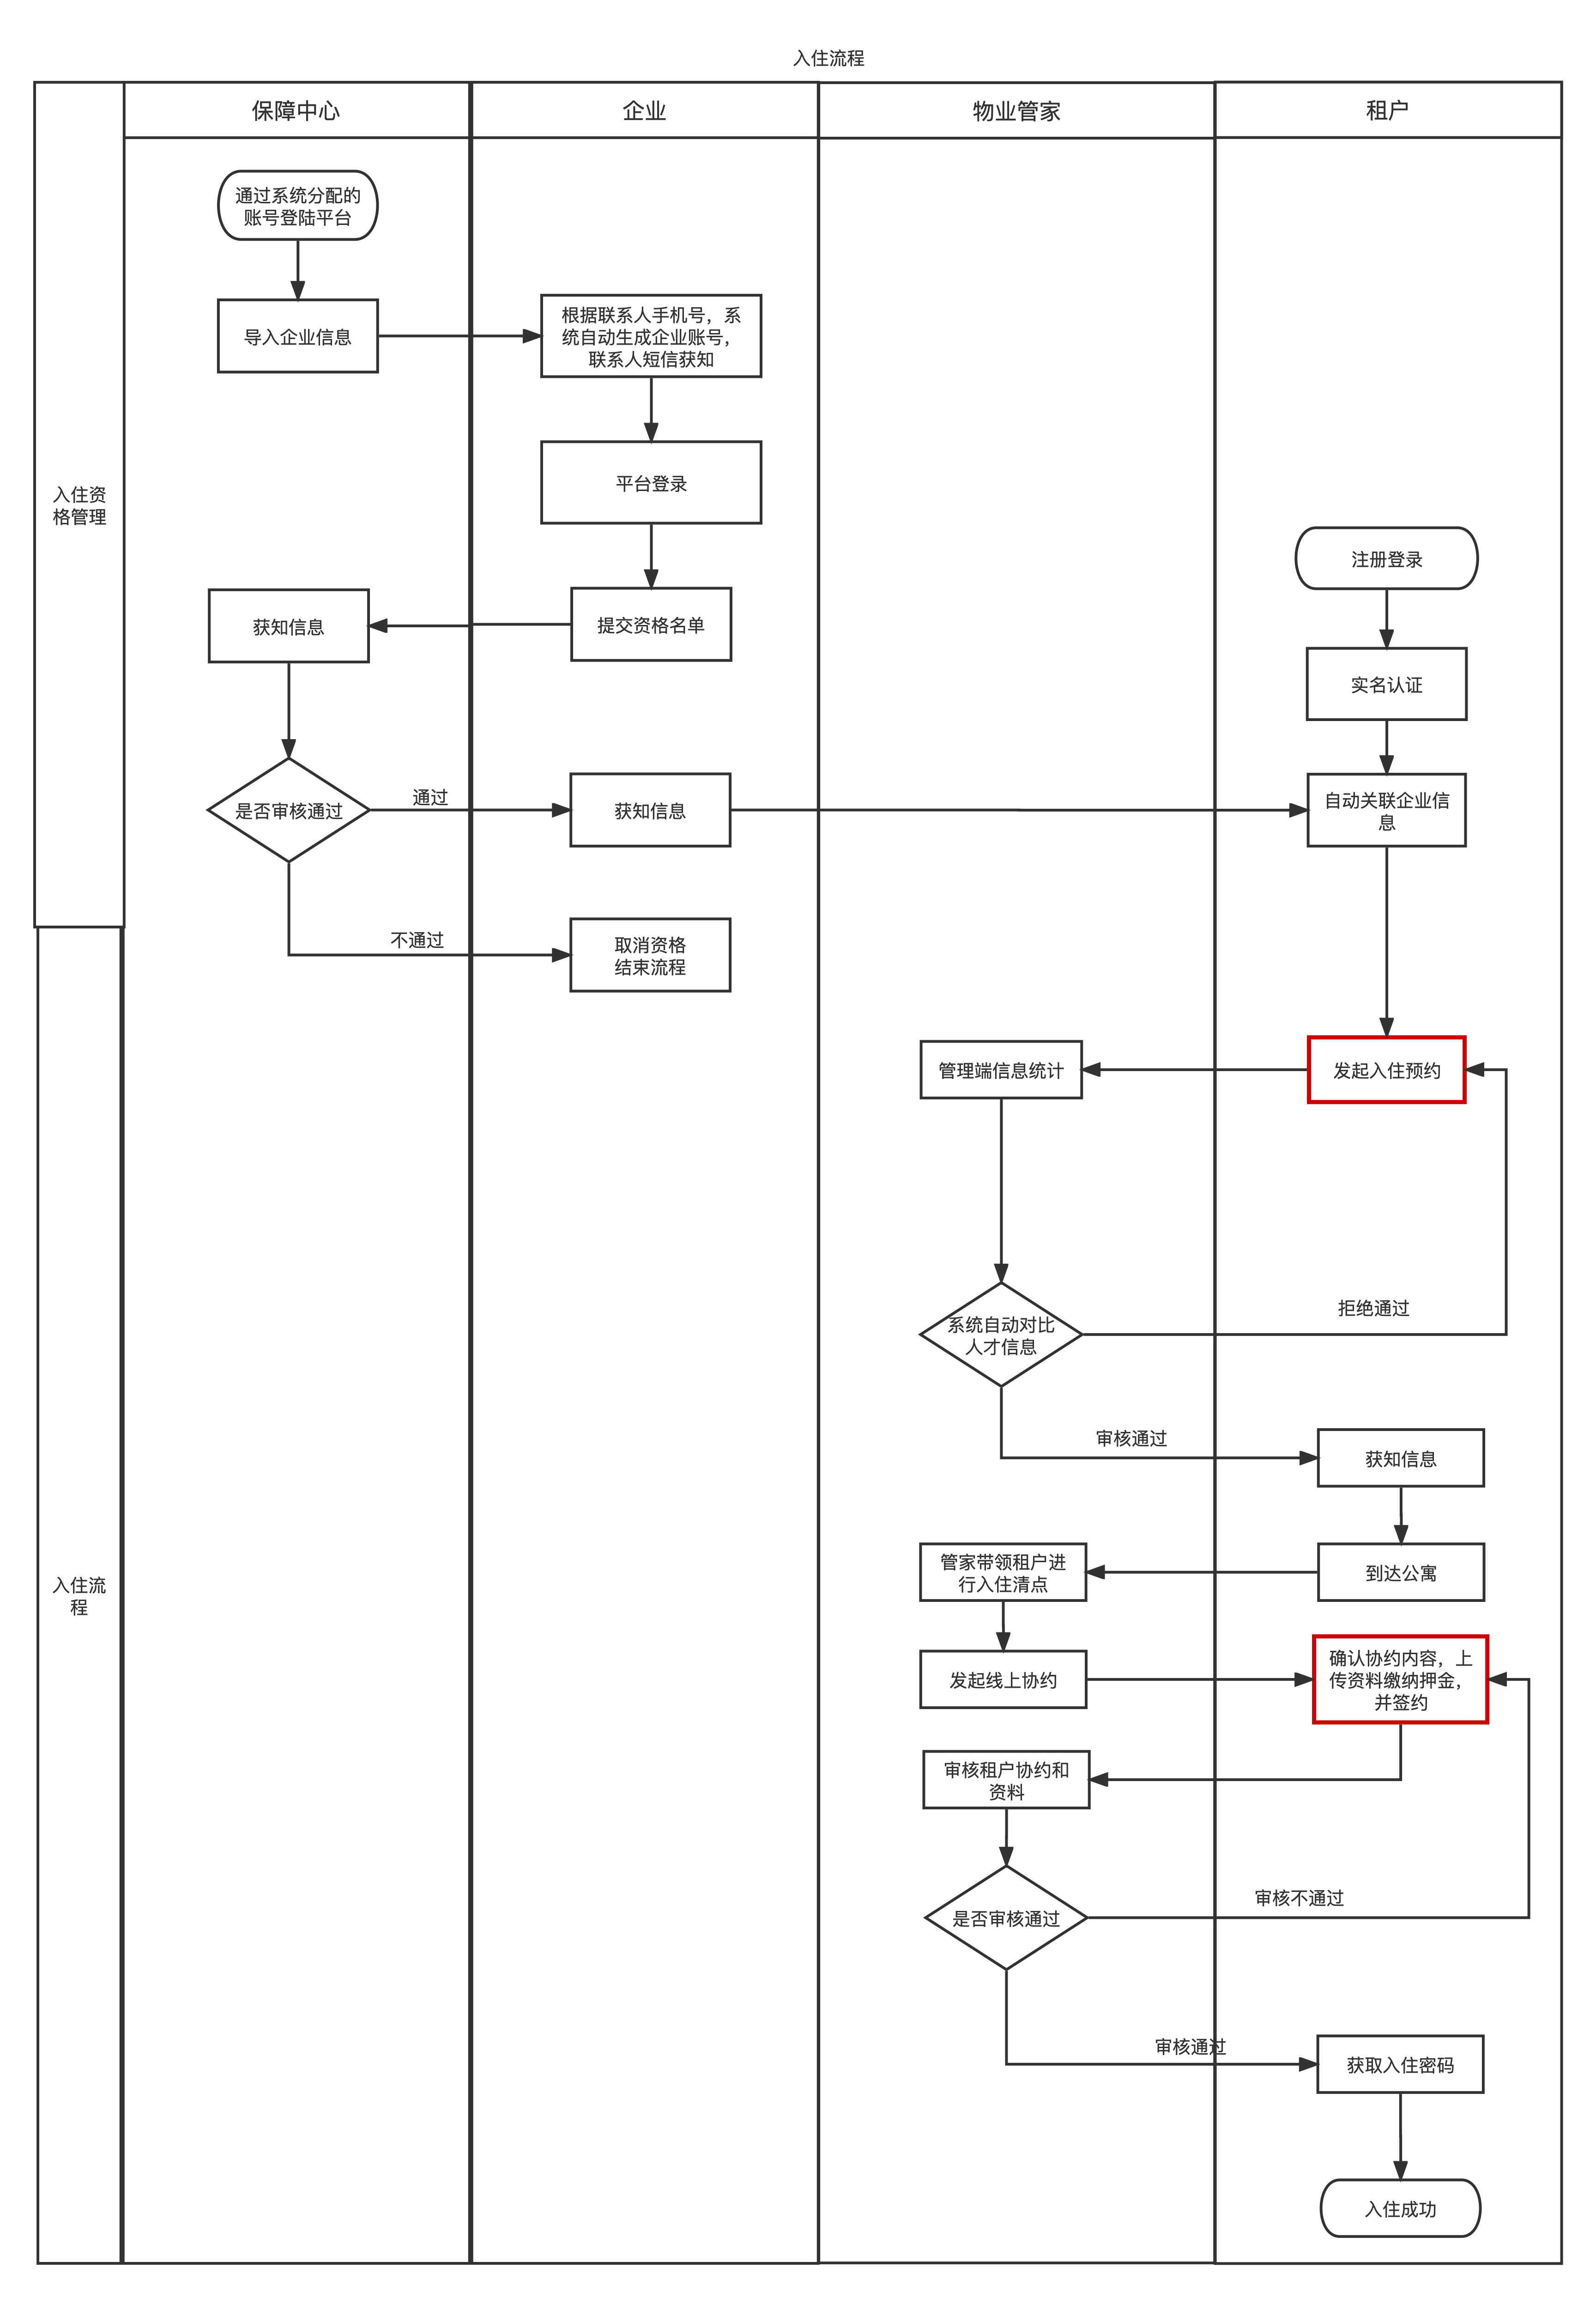 入住流程
保障中心
企业
物业管家
租户
通过系统分配的
账号登陆平台
导入企业信息
根据联系人手机号，系
统自动生成企业账号，
联系人短信获知
平台登录
入住资
格管理
注册登录
获知信息
提交资格名单
实名认证
是否审核通过
通过
获知信息
自动关联企业信
息
不通过
取消资格
结束流程
管理端信息统计
发起入住预约
系统自动对比
人才信息
拒绝通过
审核通过
获知信息
入住流
程
管家带领租户进
行入住清点
到达公寓
发起线上协约
确认协约内容，上
传资料缴纳押金，
并签约
审核租户协约和
资料
是否审核通过
审核不通过
审核通过
获取入住密码
入住成功